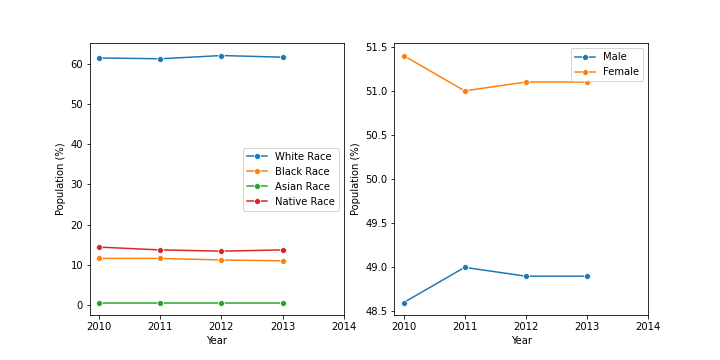 60
50
40
30
20
10
0
Population (%)
2010 2011 2012 2013 2014
Year
White Race
Black Race
Asian Race
Native Race
51.5
51.0
50.5
50.0
49.5
49.0
48.5
Population (%)
2010 2011 2012 2013 2014
Year
Male
Female